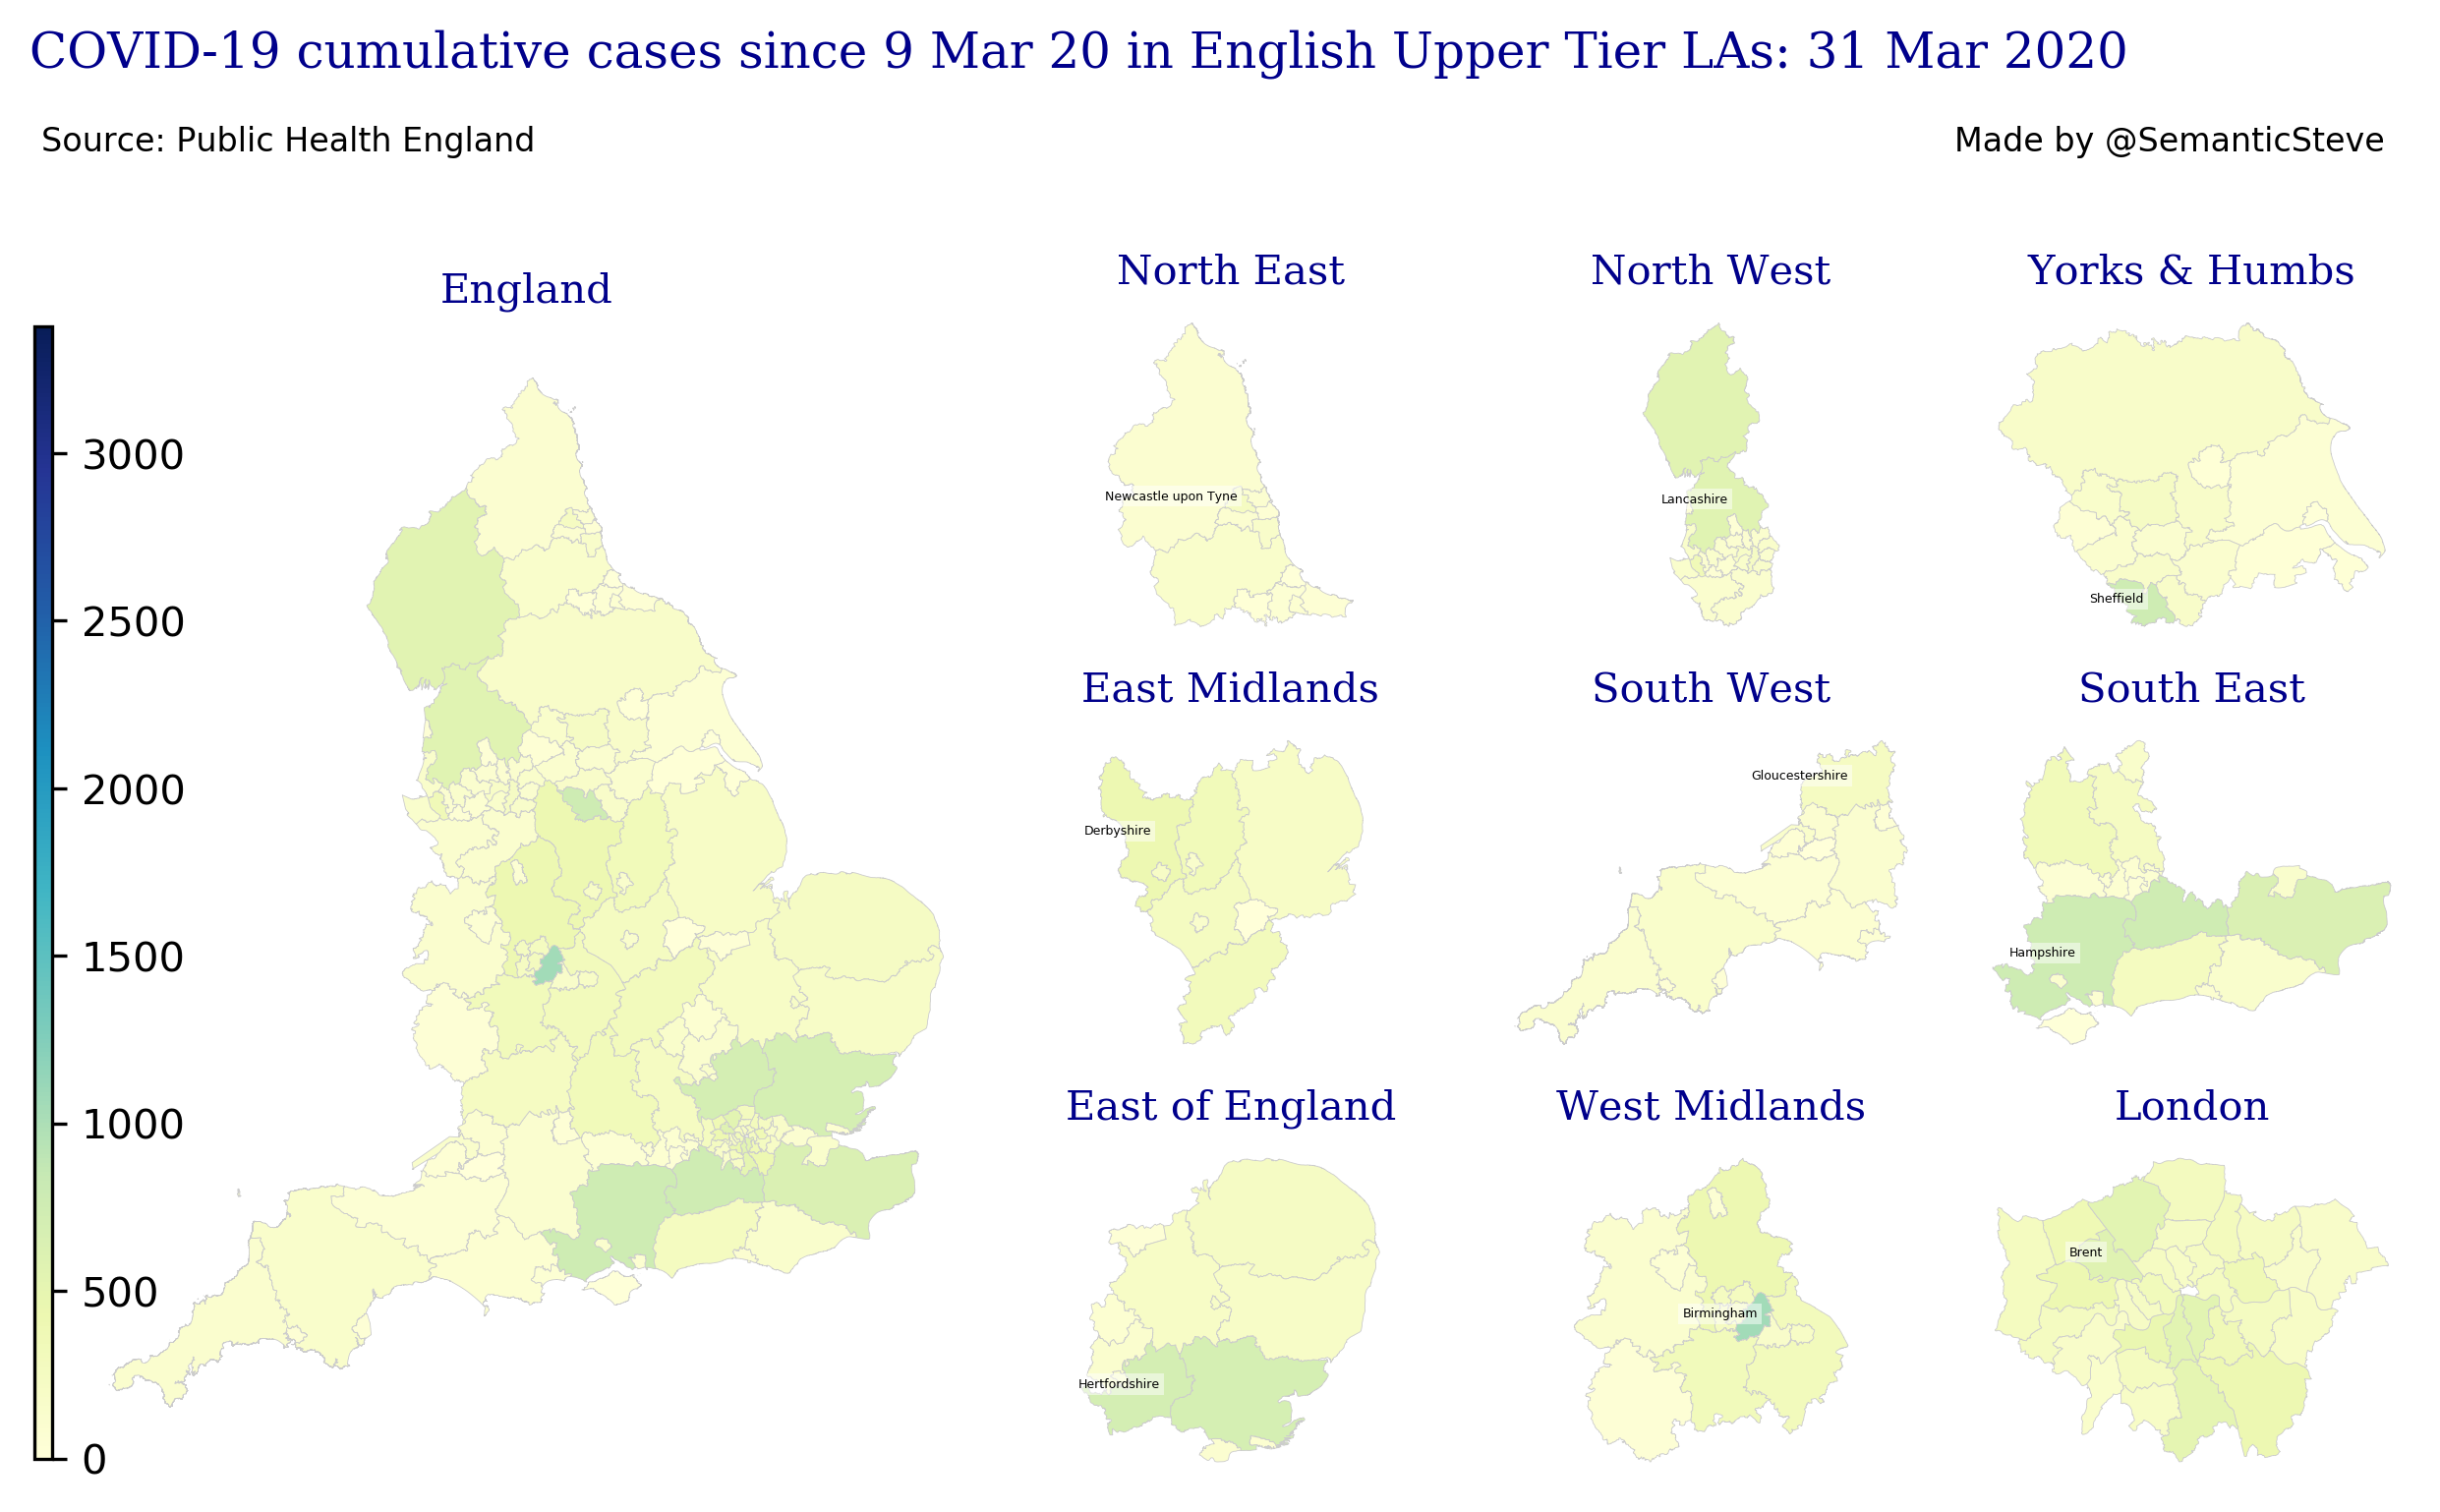 COVID-19 cumulative cases since 9 Mar 20 in English Upper Tier LAs: 31 Mar 2020
Source: Public Health England
Made by @SemanticSteve
England
3000
2500
2000
1500
1000
500
0
North East
Newcastle upon Tyne
North West
Lancashire
Yorks & Humbs
Sheffield
East Midlands
Derbyshire
South West
Gloucestershire
South East
Hampshire
East of England
Hertfordshire
West Midlands
Birmingham
London
Brent